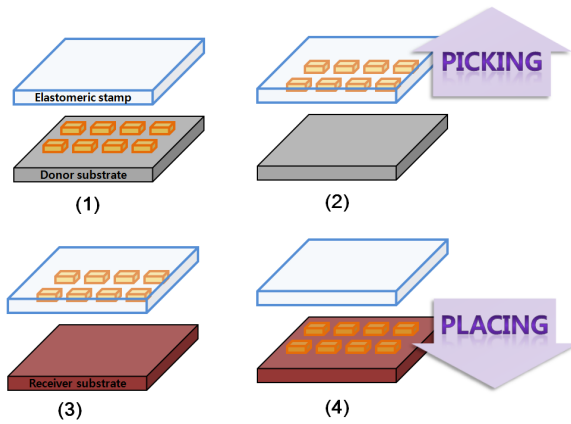 Elastomeric stamp
Donor substrate
(1)
PICKING
(2)
Receiver substrate
(3)
PLACING
(4)